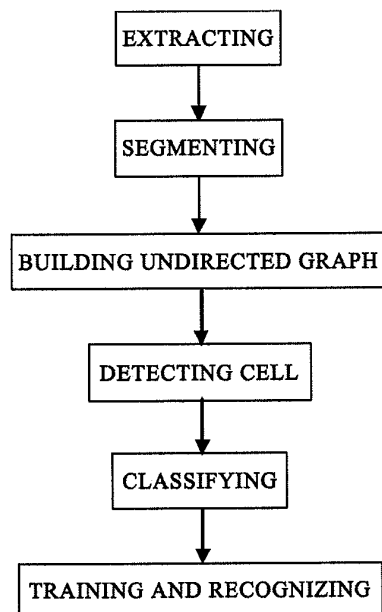 EXTRACTING
SEGMENTING
BUILDING UNDIRECTED GRAPH
DETECTING CELL
CLASSIFYING
TRAINING AND RECOGNIZING